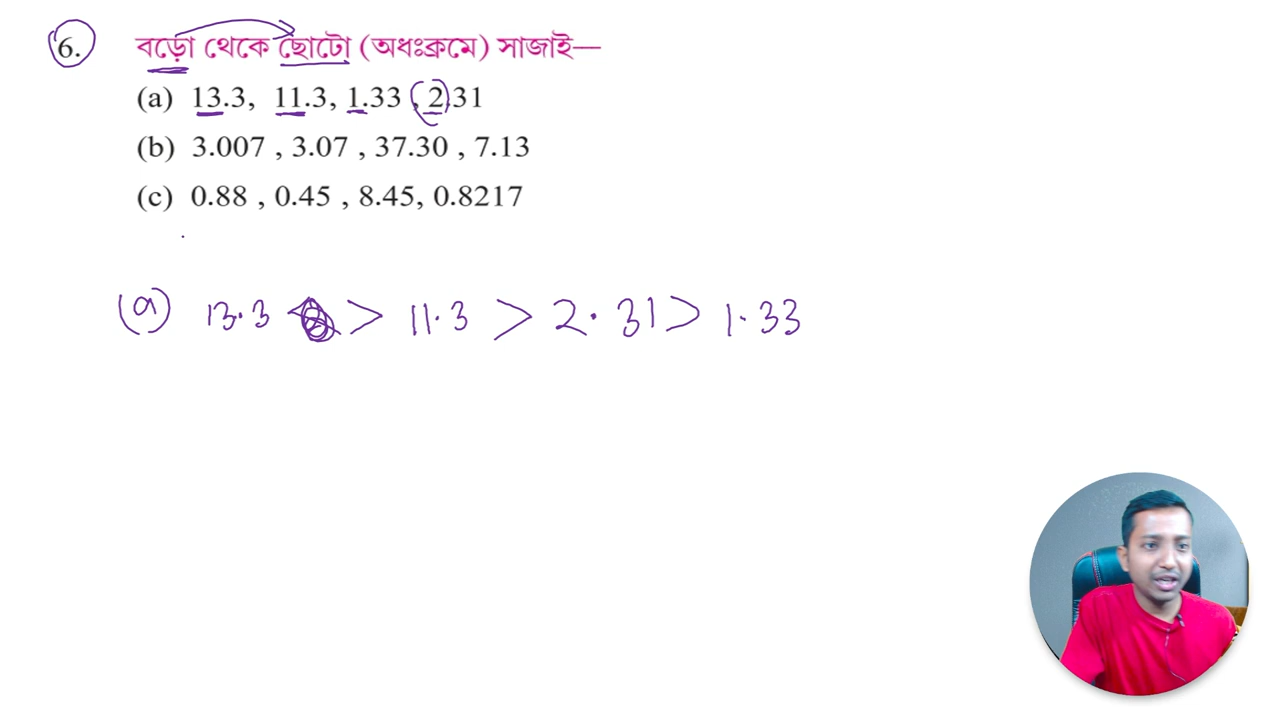 6. বড়ো থেকে ছোটো (অধঃক্রমে) সাজাই—
(a) 13.3, 11.3, 1.33 , 2.31
(b) 3.007 , 3.07 , 37.30 , 7.13
(c) 0.88 , 0.45 , 8.45, 0.8217
(a) 13.3 > 11.3 > 2.31 > 1.33